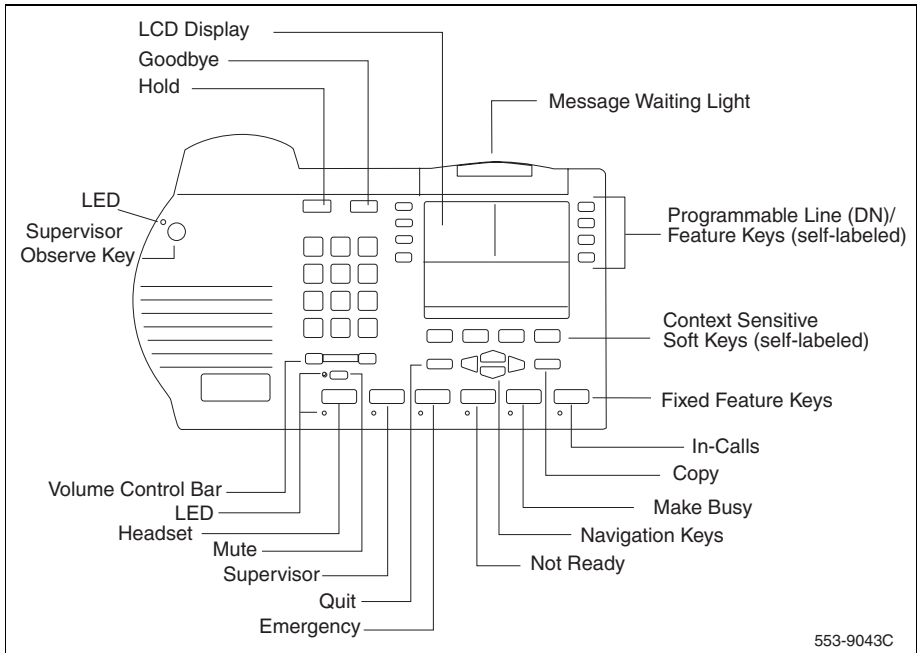 LCD Display
Goodbye
Hold
Message Waiting Light
LED
Supervisor
Observe Key
Programmable Line (DN)/
Feature Keys (self-labeled)
Context Sensitive
Soft Keys (self-labeled)
Fixed Feature Keys
In-Calls
Copy
Volume Control Bar
LED
Make Busy
Headset
Navigation Keys
Mute
Not Ready
Supervisor
Quit
Emergency
553-9043C